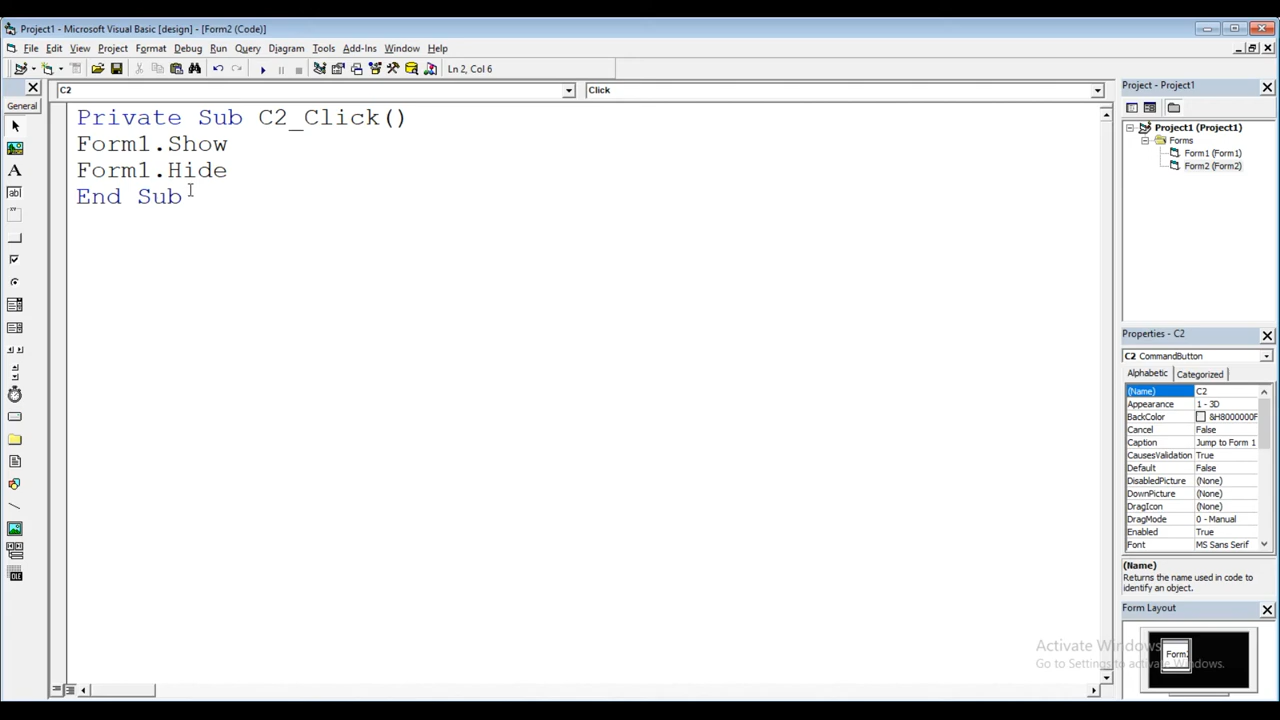 Project1 - Microsoft Visual Basic [design] - [Form2 (Code)]
File Edit View Project Format Debug Run Query Diagram Tools Add-Ins Window Help
Ln 2, Col 6
General
C2
Click
Private Sub C2_Click()
Form1.Show
Form1.Hide
End Sub
Project - Project1
Project1 (Project1)
Forms
Form1 (Form1)
Form2 (Form2)
Properties - C2
C2 CommandButton
Alphabetic Categorized
(Name) C2
Appearance 1 - 3D
BackColor &H8000000F
Cancel False
Caption Jump to Form 1
CausesValidation True
Default False
DisabledPicture (None)
DownPicture (None)
DragIcon (None)
DragMode 0 - Manual
Enabled True
Font MS Sans Serif
(Name)
Returns the name used in code to
identify an object.
Form Layout
Activate Windows
Go to Settings to activate Windows.